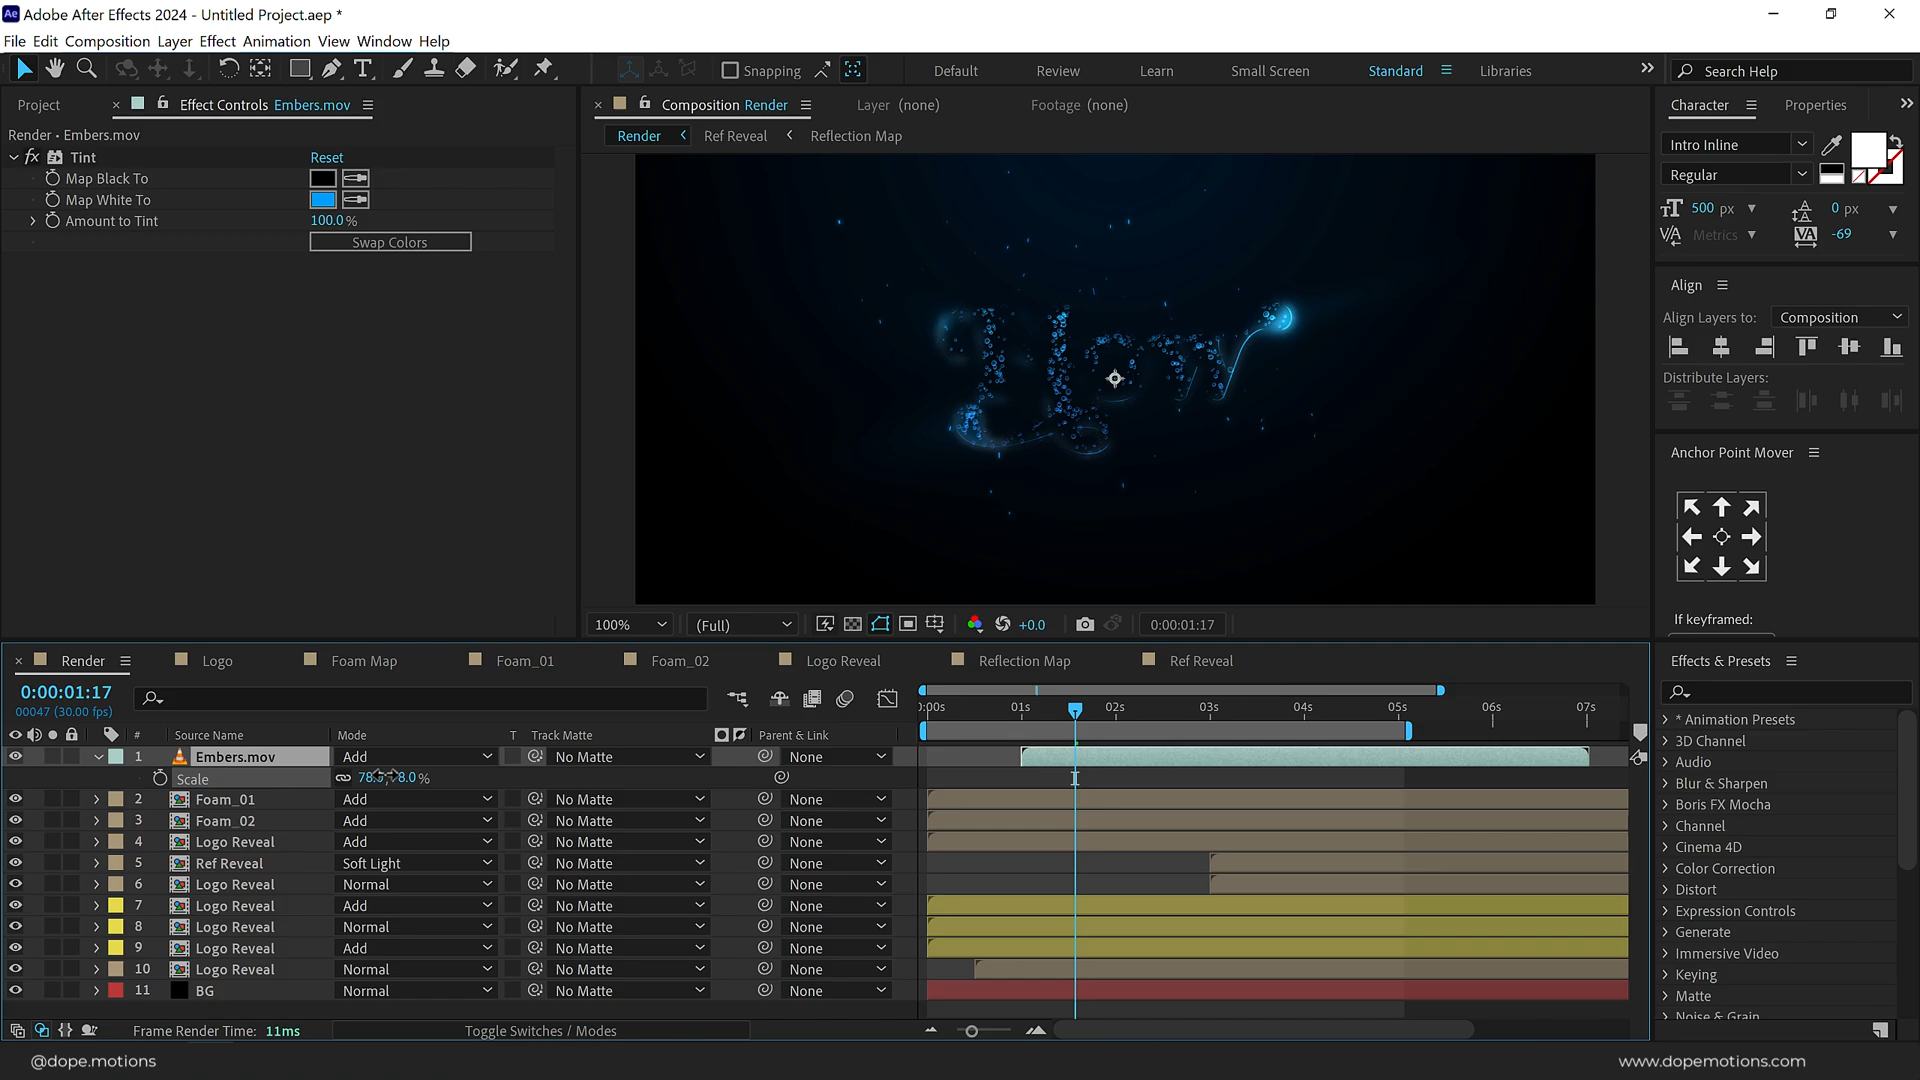 Adobe After Effects 2024 - Untitled Project.aep *
File Edit Composition Layer Effect Animation View Window Help
Snapping
Default
Review
Learn
Small Screen
Standard
Libraries
Search Help
Project
Effect Controls Embers.mov
Composition Render
Layer (none)
Footage (none)
Character
Properties
Render • Embers.mov
Render
Ref Reveal
Reflection Map
fx Tint
Reset
Map Black To
Map White To
Amount to Tint
100.0 %
Swap Colors
Flow
Intro Inline
Regular
500 px
0 px
Metrics
-69
Align
Align Layers to:
Composition
Distribute Layers:
Anchor Point Mover
If keyframed:
100%
(Full)
+0.0
0:00:01:17
Render
Logo
Foam Map
Foam_01
Foam_02
Logo Reveal
Reflection Map
Ref Reveal
0:00:01:17
00047 (30.00 fps)
:00s 01s 02s 03s 04s 05s 06s 07s
# Source Name Mode T Track Matte Parent & Link
1 Embers.mov Add No Matte None
Scale
2 Foam_01 Add No Matte None
3 Foam_02 Add No Matte None
4 Logo Reveal Add No Matte None
5 Ref Reveal Soft Light No Matte None
6 Logo Reveal Normal No Matte None
7 Logo Reveal Add No Matte None
8 Logo Reveal Normal No Matte None
9 Logo Reveal Add No Matte None
10 Logo Reveal Normal No Matte None
11 BG Normal No Matte None
Frame Render Time: 11ms
Toggle Switches / Modes
Effects & Presets
* Animation Presets
3D Channel
Audio
Blur & Sharpen
Boris FX Mocha
Channel
Cinema 4D
Color Correction
Distort
Expression Controls
Generate
Immersive Video
Keying
Matte
Noise & Grain
@dope.motions
www.dopemotions.com